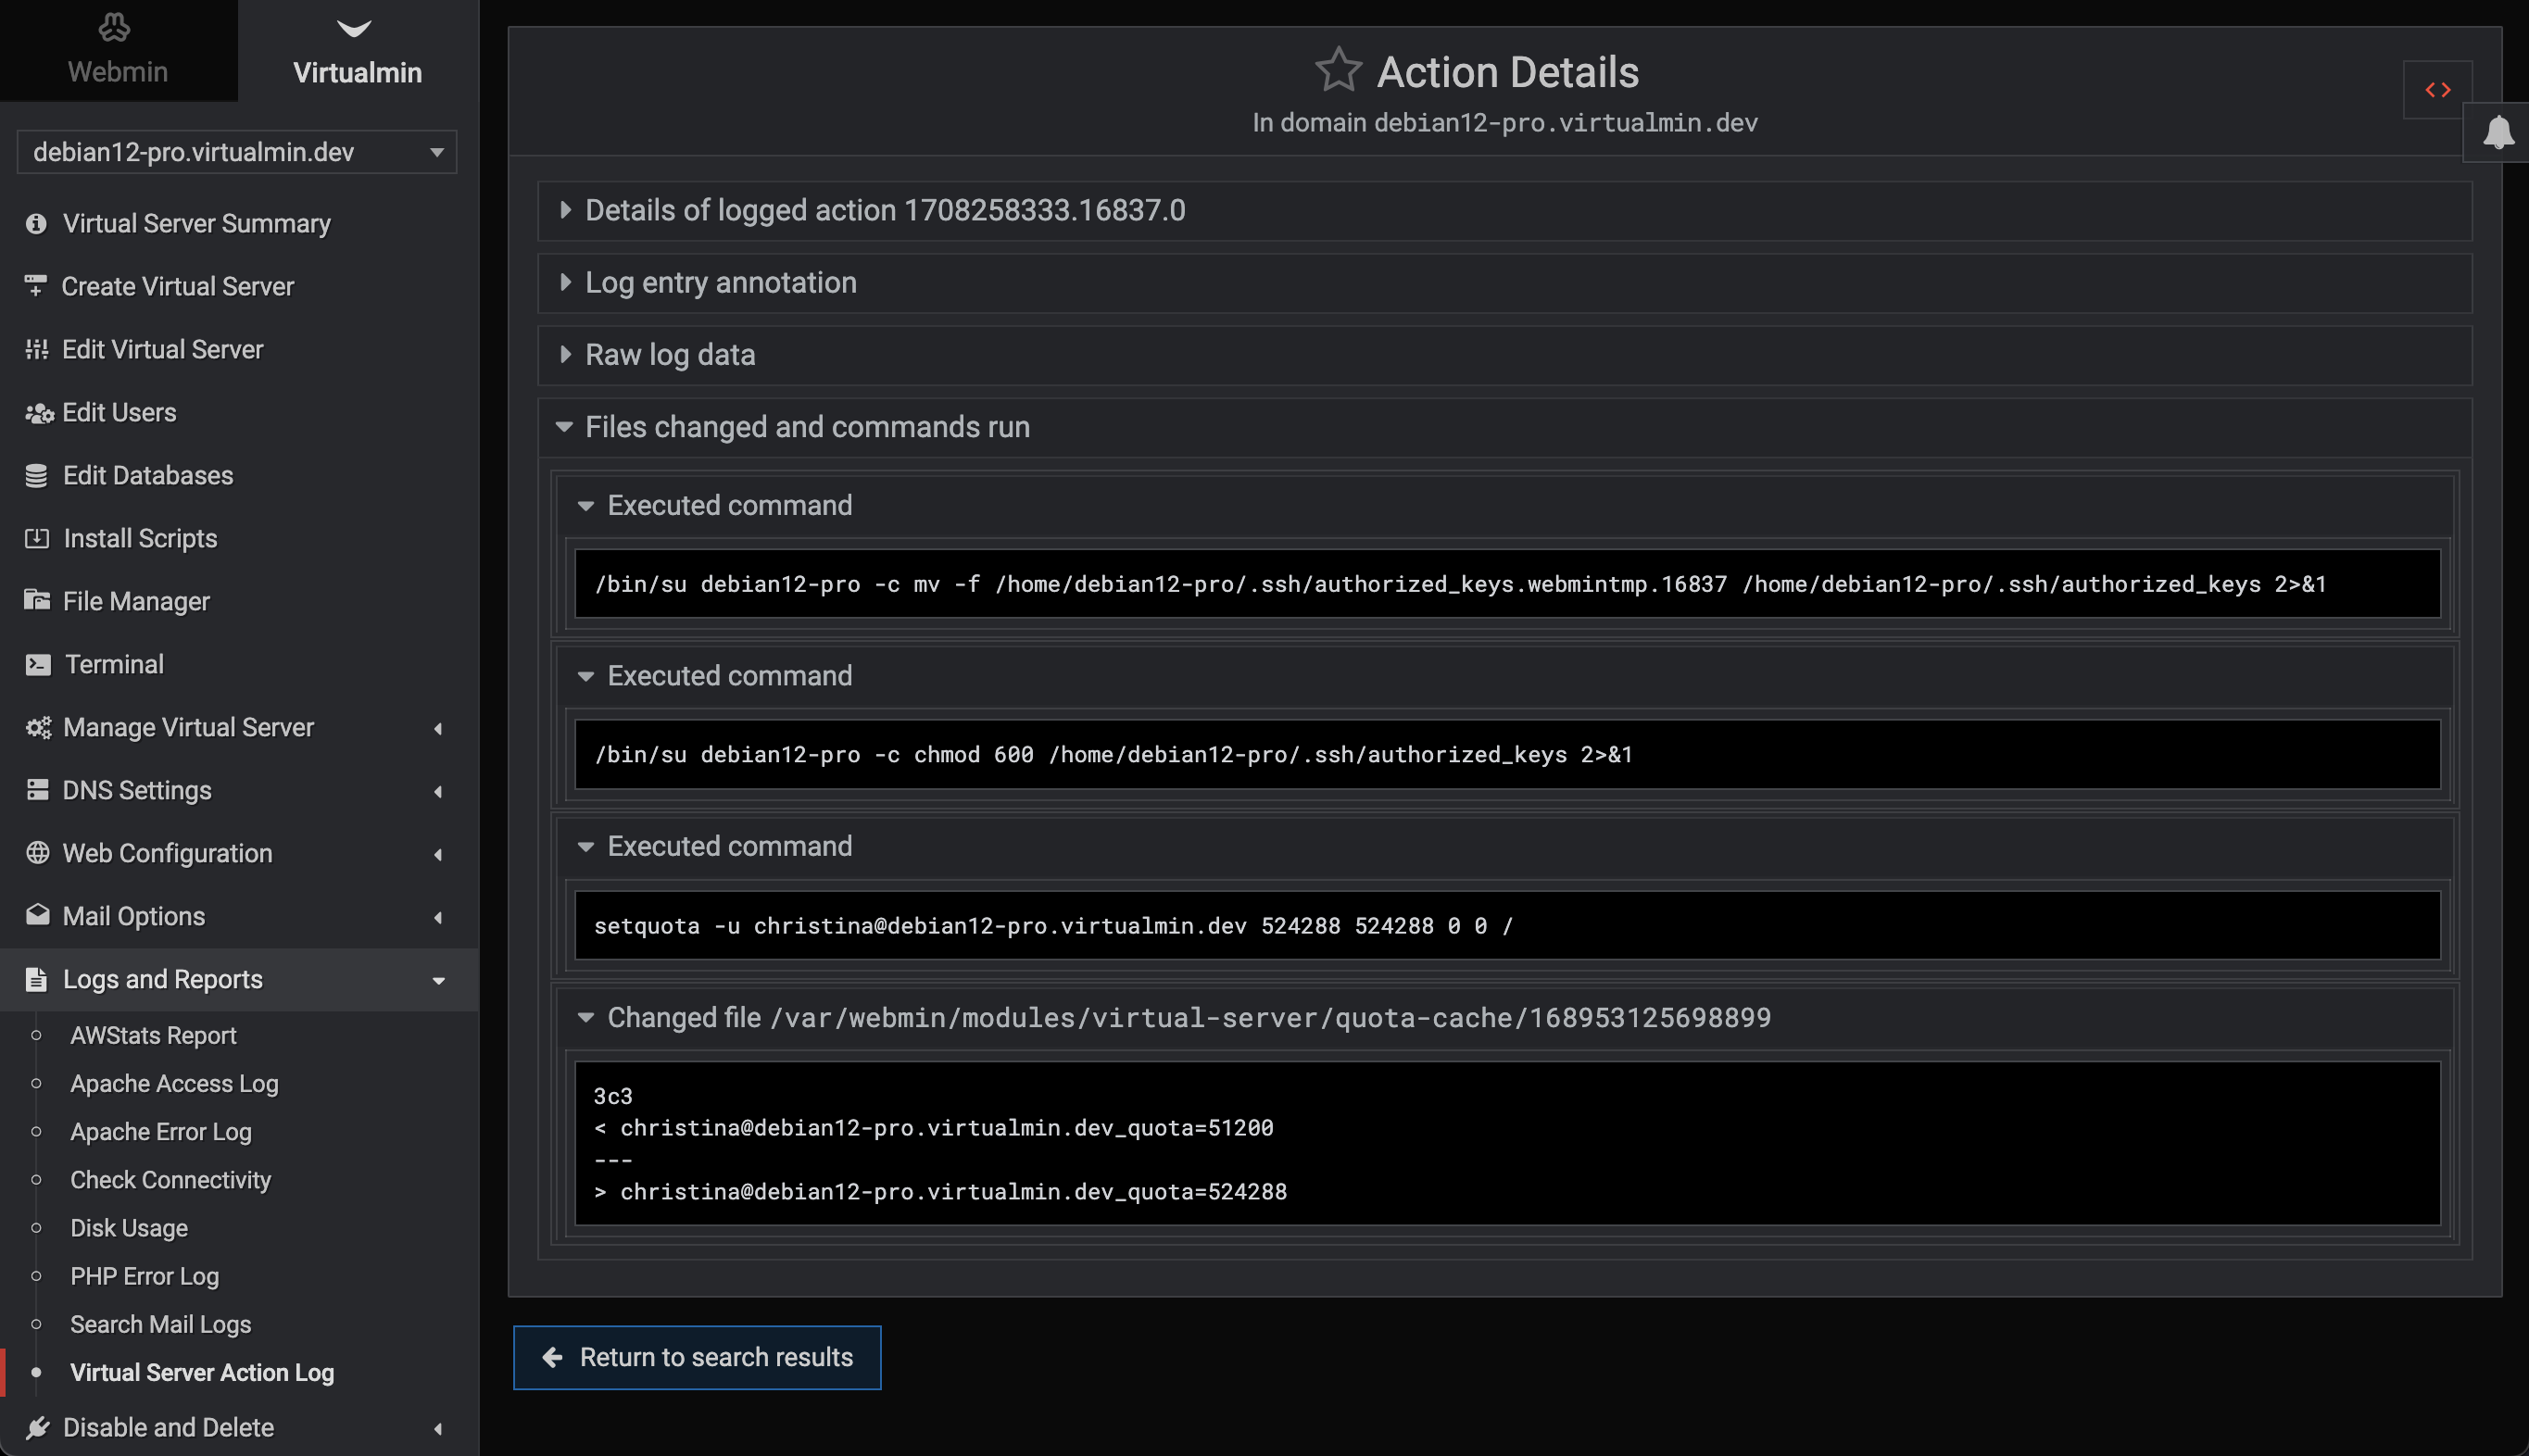 Webmin
Virtualmin
debian12-pro.virtualmin.dev
Virtual Server Summary
Create Virtual Server
Edit Virtual Server
Edit Users
Edit Databases
Install Scripts
File Manager
Terminal
Manage Virtual Server
DNS Settings
Web Configuration
Mail Options
Logs and Reports
AWStats Report
Apache Access Log
Apache Error Log
Check Connectivity
Disk Usage
PHP Error Log
Search Mail Logs
Virtual Server Action Log
Disable and Delete
Action Details
In domain debian12-pro.virtualmin.dev
Details of logged action 1708258333.16837.0
Log entry annotation
Raw log data
Files changed and commands run
Executed command
/bin/su debian12-pro -c mv -f /home/debian12-pro/.ssh/authorized_keys.webmintmp.16837 /home/debian12-pro/.ssh/authorized_keys 2>&1
Executed command
/bin/su debian12-pro -c chmod 600 /home/debian12-pro/.ssh/authorized_keys 2>&1
Executed command
setquota -u christina@debian12-pro.virtualmin.dev 524288 524288 0 0 /
Changed file /var/webmin/modules/virtual-server/quota-cache/168953125698899
3c3
< christina@debian12-pro.virtualmin.dev_quota=51200
---
> christina@debian12-pro.virtualmin.dev_quota=524288
Return to search results